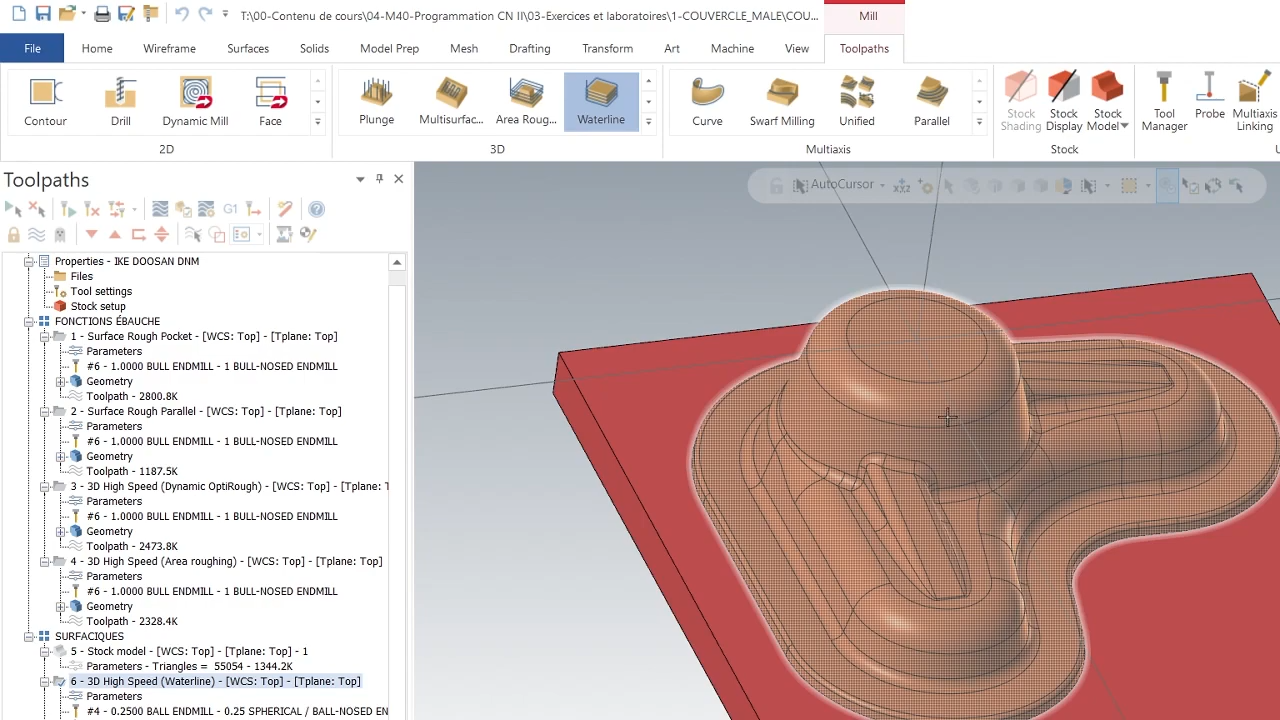 T:\00-Contenu de cours\04-M40-Programmation CN II\03-Exercices et laboratoires\1-COUVERCLE_MALE\COU...
Mill
File Home Wireframe Surfaces Solids Model Prep Mesh Drafting Transform Art Machine View Toolpaths
Contour Drill Dynamic Mill Face Plunge Multisurfac... Area Roug... Waterline Curve Swarf Milling Unified Parallel Stock Shading Stock Display Stock Model Tool Manager Probe Multiaxis Linking
2D 3D Multiaxis Stock
Toolpaths
AutoCursor
G1
Properties - IKE DOOSAN DNM
Files
Tool settings
Stock setup
FONCTIONS ÉBAUCHE
1 - Surface Rough Pocket - [WCS: Top] - [Tplane: Top]
Parameters
#6 - 1.0000 BULL ENDMILL - 1 BULL-NOSED ENDMILL
Geometry
Toolpath - 2800.8K
2 - Surface Rough Parallel - [WCS: Top] - [Tplane: Top]
Parameters
#6 - 1.0000 BULL ENDMILL - 1 BULL-NOSED ENDMILL
Geometry
Toolpath - 1187.5K
3 - 3D High Speed (Dynamic OptiRough) - [WCS: Top] - [Tplane: T
Parameters
#6 - 1.0000 BULL ENDMILL - 1 BULL-NOSED ENDMILL
Geometry
Toolpath - 2473.8K
4 - 3D High Speed (Area roughing) - [WCS: Top] - [Tplane: Top]
Parameters
#6 - 1.0000 BULL ENDMILL - 1 BULL-NOSED ENDMILL
Geometry
Toolpath - 2328.4K
SURFACIQUES
5 - Stock model - [WCS: Top] - [Tplane: Top] - 1
Parameters - Triangles = 55054 - 1344.2K
6 - 3D High Speed (Waterline) - [WCS: Top] - [Tplane: Top]
Parameters
#4 - 0.2500 BALL ENDMILL - 0.25 SPHERICAL / BALL-NOSED EN